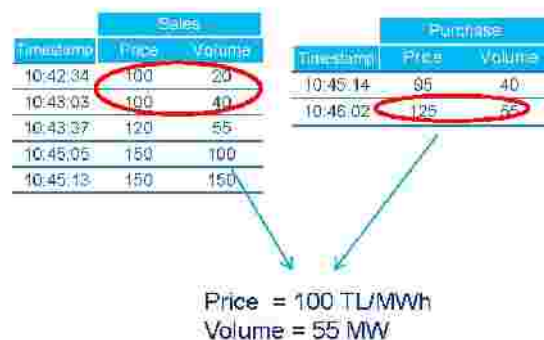 Sales
Timestamp Price Volume
10:42:34 100 20
10:43:03 100 40
10:43:37 120 55
10:45:05 150 100
10:45:13 150 150
Purchase
Timestamp Price Volume
10:45:14 95 40
10:46:02 125 55
Price = 100 TL/MWh
Volume = 55 MW